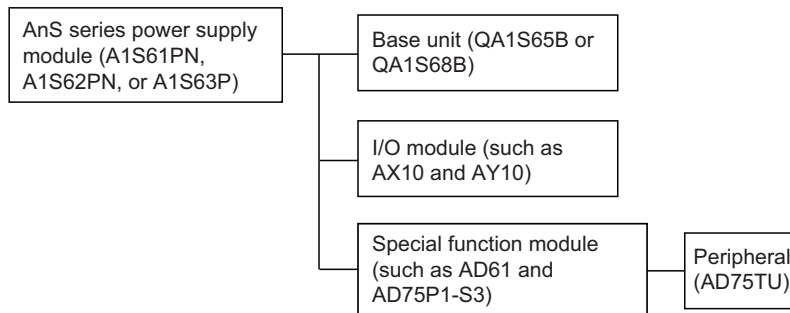 AnS series power supply
module (A1S61PN,
A1S62PN, or A1S63P)
Base unit (QA1S65B or
QA1S68B)
I/O module (such as
AX10 and AY10)
Special function module
(such as AD61 and
AD75P1-S3)
Peripheral
(AD75TU)